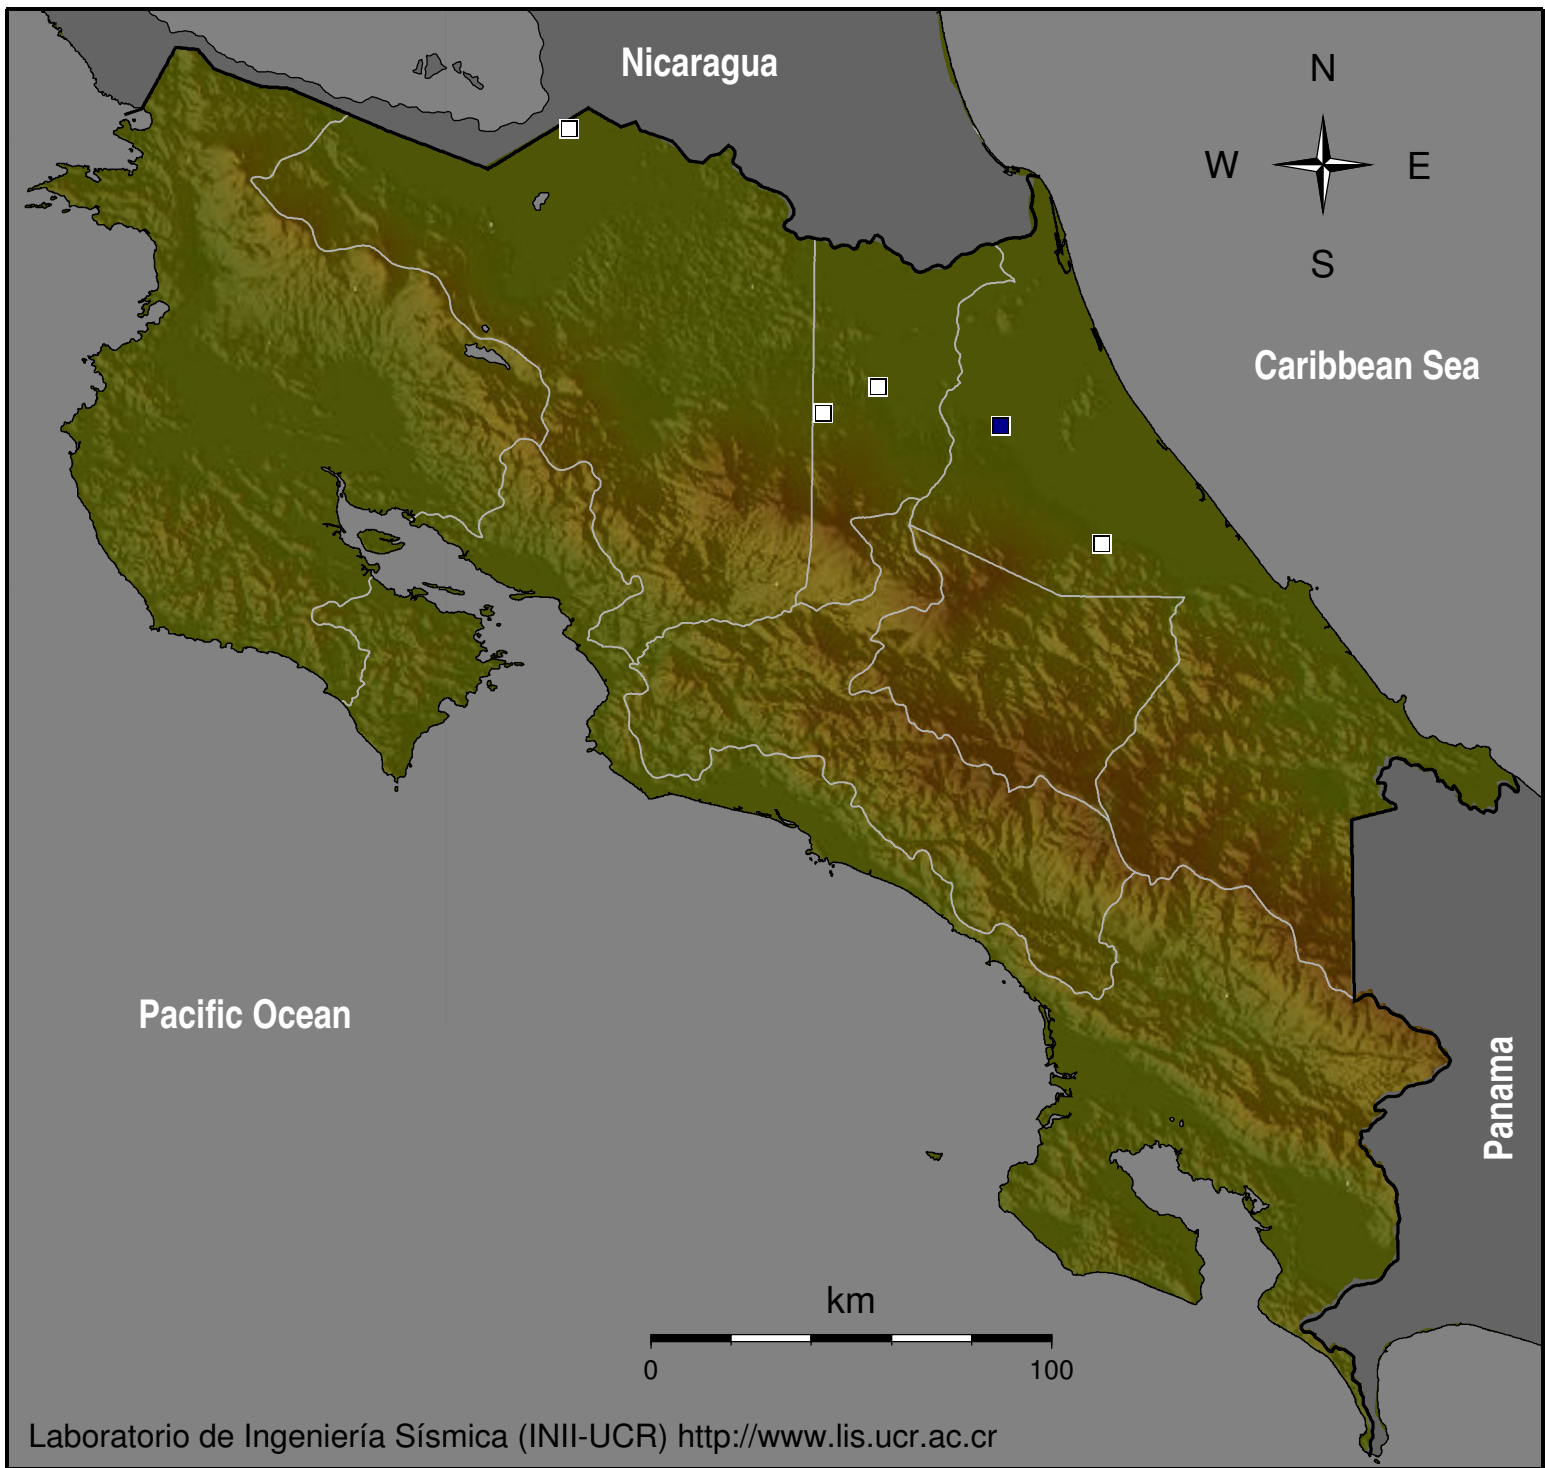 Nicaragua
N
W
E
S
Caribbean Sea
Pacific Ocean
Panama
km
0
100
Laboratorio de Ingeniería Sísmica (INII-UCR) http://www.lis.ucr.ac.cr